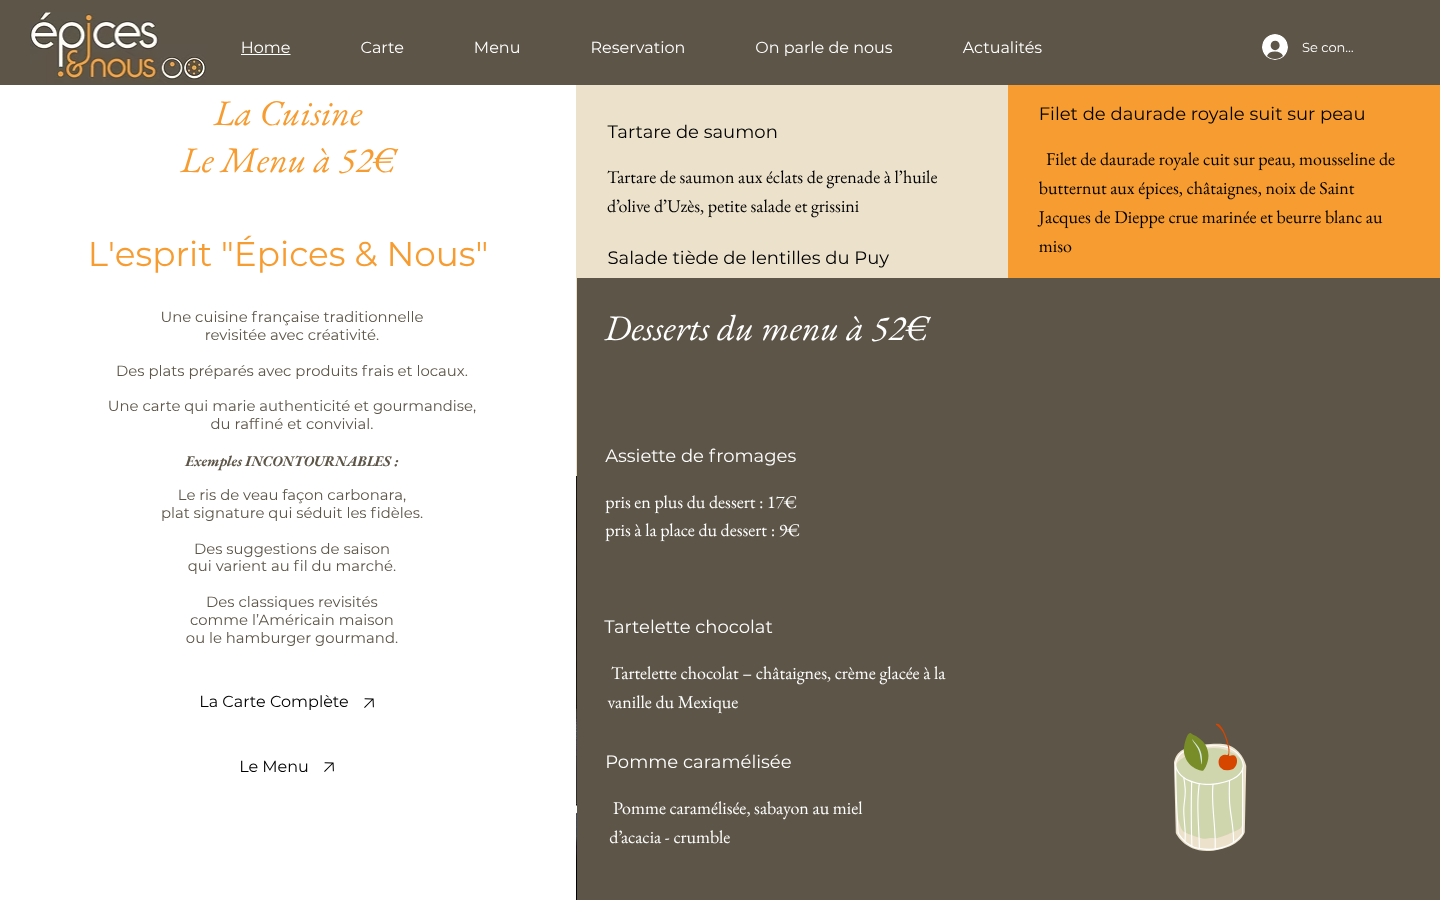 épices
& nous
Home
Carte
Menu
Reservation
On parle de nous
Actualités
Se con...
La Cuisine
Le Menu à 52€
L'esprit "Épices & Nous"
Une cuisine française traditionnelle
revisitée avec créativité.
Des plats préparés avec produits frais et locaux.
Une carte qui marie authenticité et gourmandise,
du raffiné et convivial.
Exemples INCONTOURNABLES :
Le ris de veau façon carbonara,
plat signature qui séduit les fidèles.
Des suggestions de saison
qui varient au fil du marché.
Des classiques revisités
comme l’Américain maison
ou le hamburger gourmand.
La Carte Complète
Le Menu
Tartare de saumon
Tartare de saumon aux éclats de grenade à l’huile
d’olive d’Uzès, petite salade et grissini
Salade tiède de lentilles du Puy
Filet de daurade royale suit sur peau
Filet de daurade royale cuit sur peau, mousseline de
butternut aux épices, châtaignes, noix de Saint
Jacques de Dieppe crue marinée et beurre blanc au
miso
Desserts du menu à 52€
Assiette de fromages
pris en plus du dessert : 17€
pris à la place du dessert : 9€
Tartelette chocolat
Tartelette chocolat – châtaignes, crème glacée à la
vanille du Mexique
Pomme caramélisée
Pomme caramélisée, sabayon au miel
d’acacia - crumble